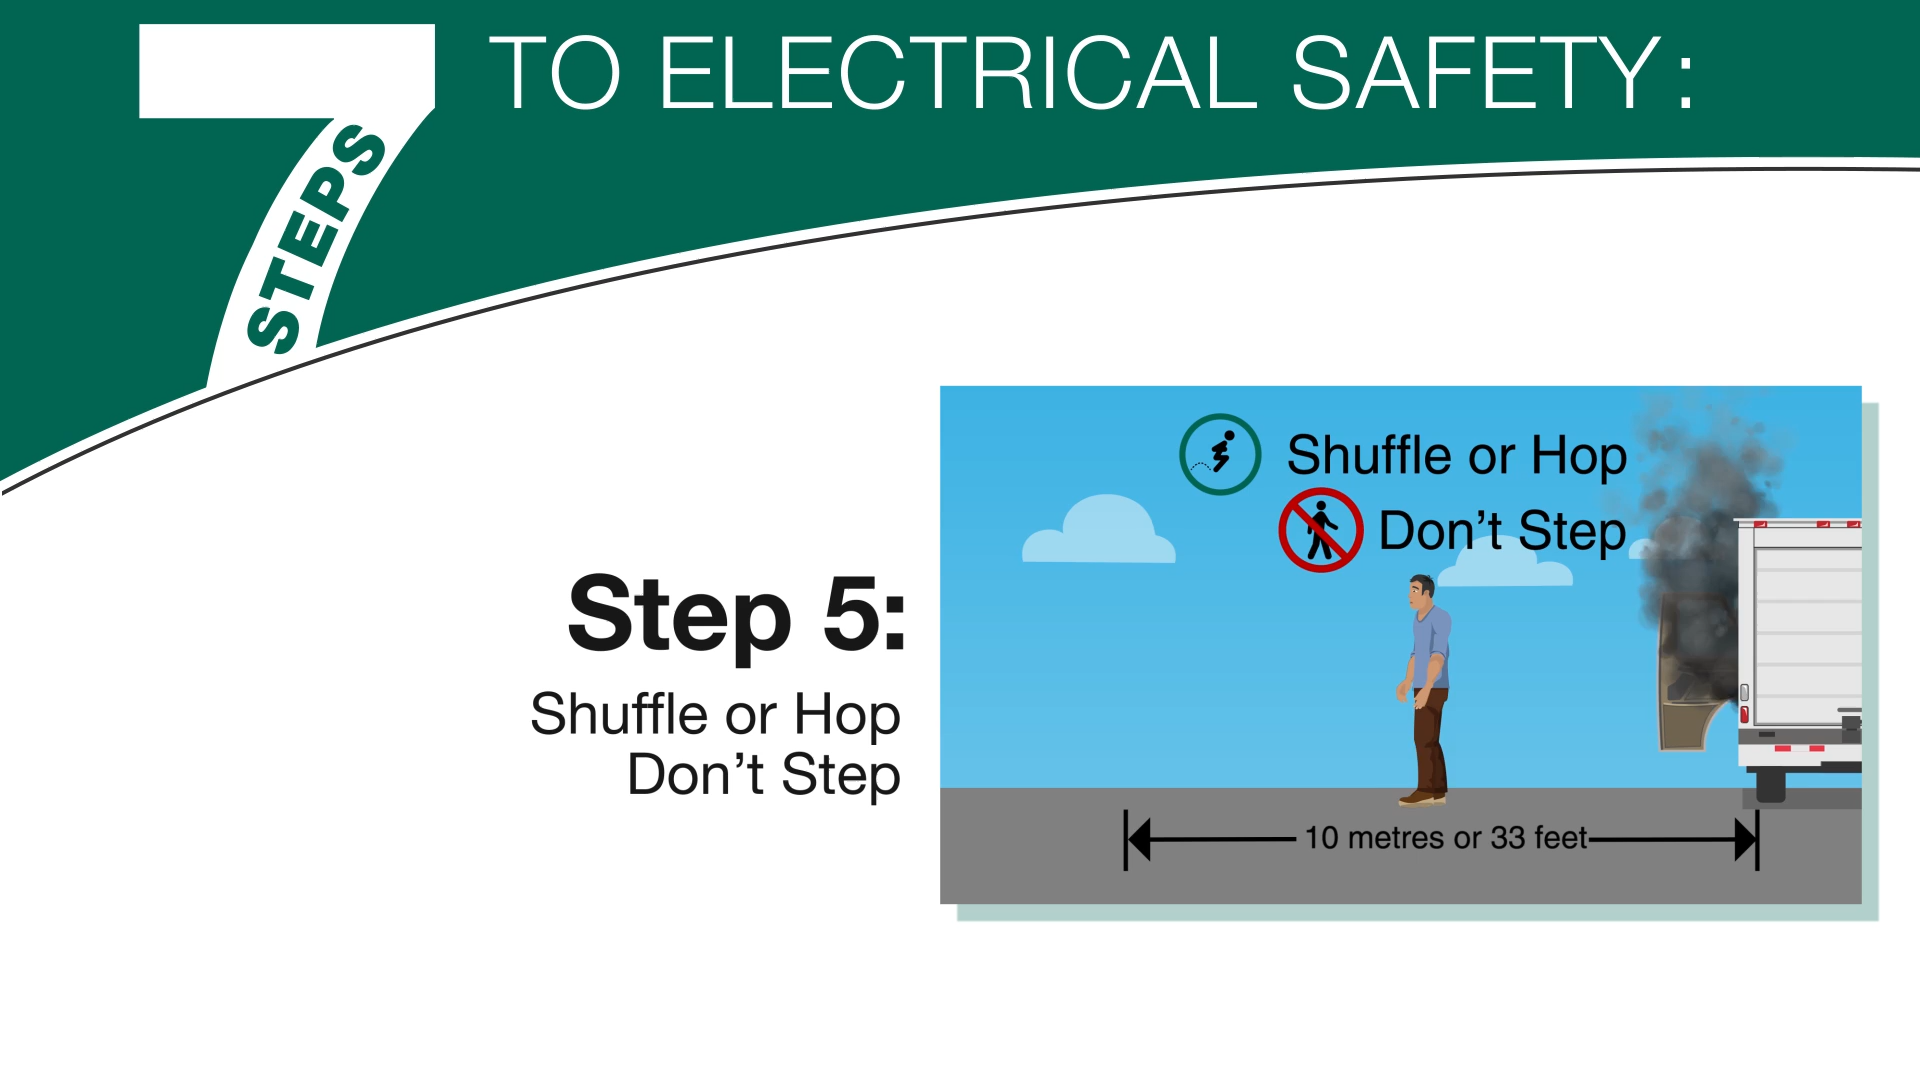 7 TO ELECTRICAL SAFETY:
STEPS
Step 5:
Shuffle or Hop
Don’t Step
Shuffle or Hop
Don’t Step
10 metres or 33 feet